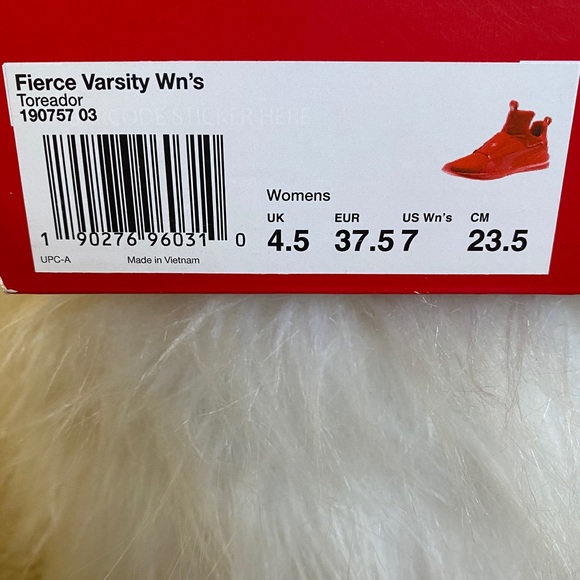 Fierce Varsity Wn's
Toreador
190757 03
CODE STICKER HERE
Womens
UK EUR US Wn's CM
4.5 37.5 7 23.5
1 90276 96031 0
UPC-A Made in Vietnam